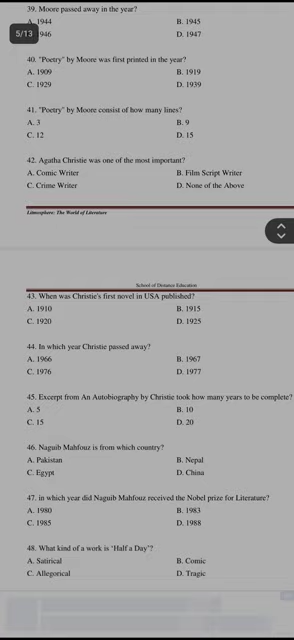 39. Moore passed away in the year?
A. 1944 B. 1945
5/13 946 D. 1947
40. "Poetry" by Moore was first printed in the year?
A. 1909 B. 1919
C. 1929 D. 1939
41. "Poetry" by Moore consist of how many lines?
A. 3 B. 9
C. 12 D. 15
42. Agatha Christie was one of the most important?
A. Comic Writer B. Film Script Writer
C. Crime Writer D. None of the Above
Litmosphere: The World of Literature
School of Distance Education
43. When was Christie's first novel in USA published?
A. 1910 B. 1915
C. 1920 D. 1925
44. In which year Christie passed away?
A. 1966 B. 1967
C. 1976 D. 1977
45. Excerpt from An Autobiography by Christie took how many years to be complete?
A. 5 B. 10
C. 15 D. 20
46. Naguib Mahfouz is from which country?
A. Pakistan B. Nepal
C. Egypt D. China
47. in which year did Naguib Mahfouz received the Nobel prize for Literature?
A. 1980 B. 1983
C. 1985 D. 1988
48. What kind of a work is 'Half a Day'?
A. Satirical B. Comic
C. Allegorical D. Tragic